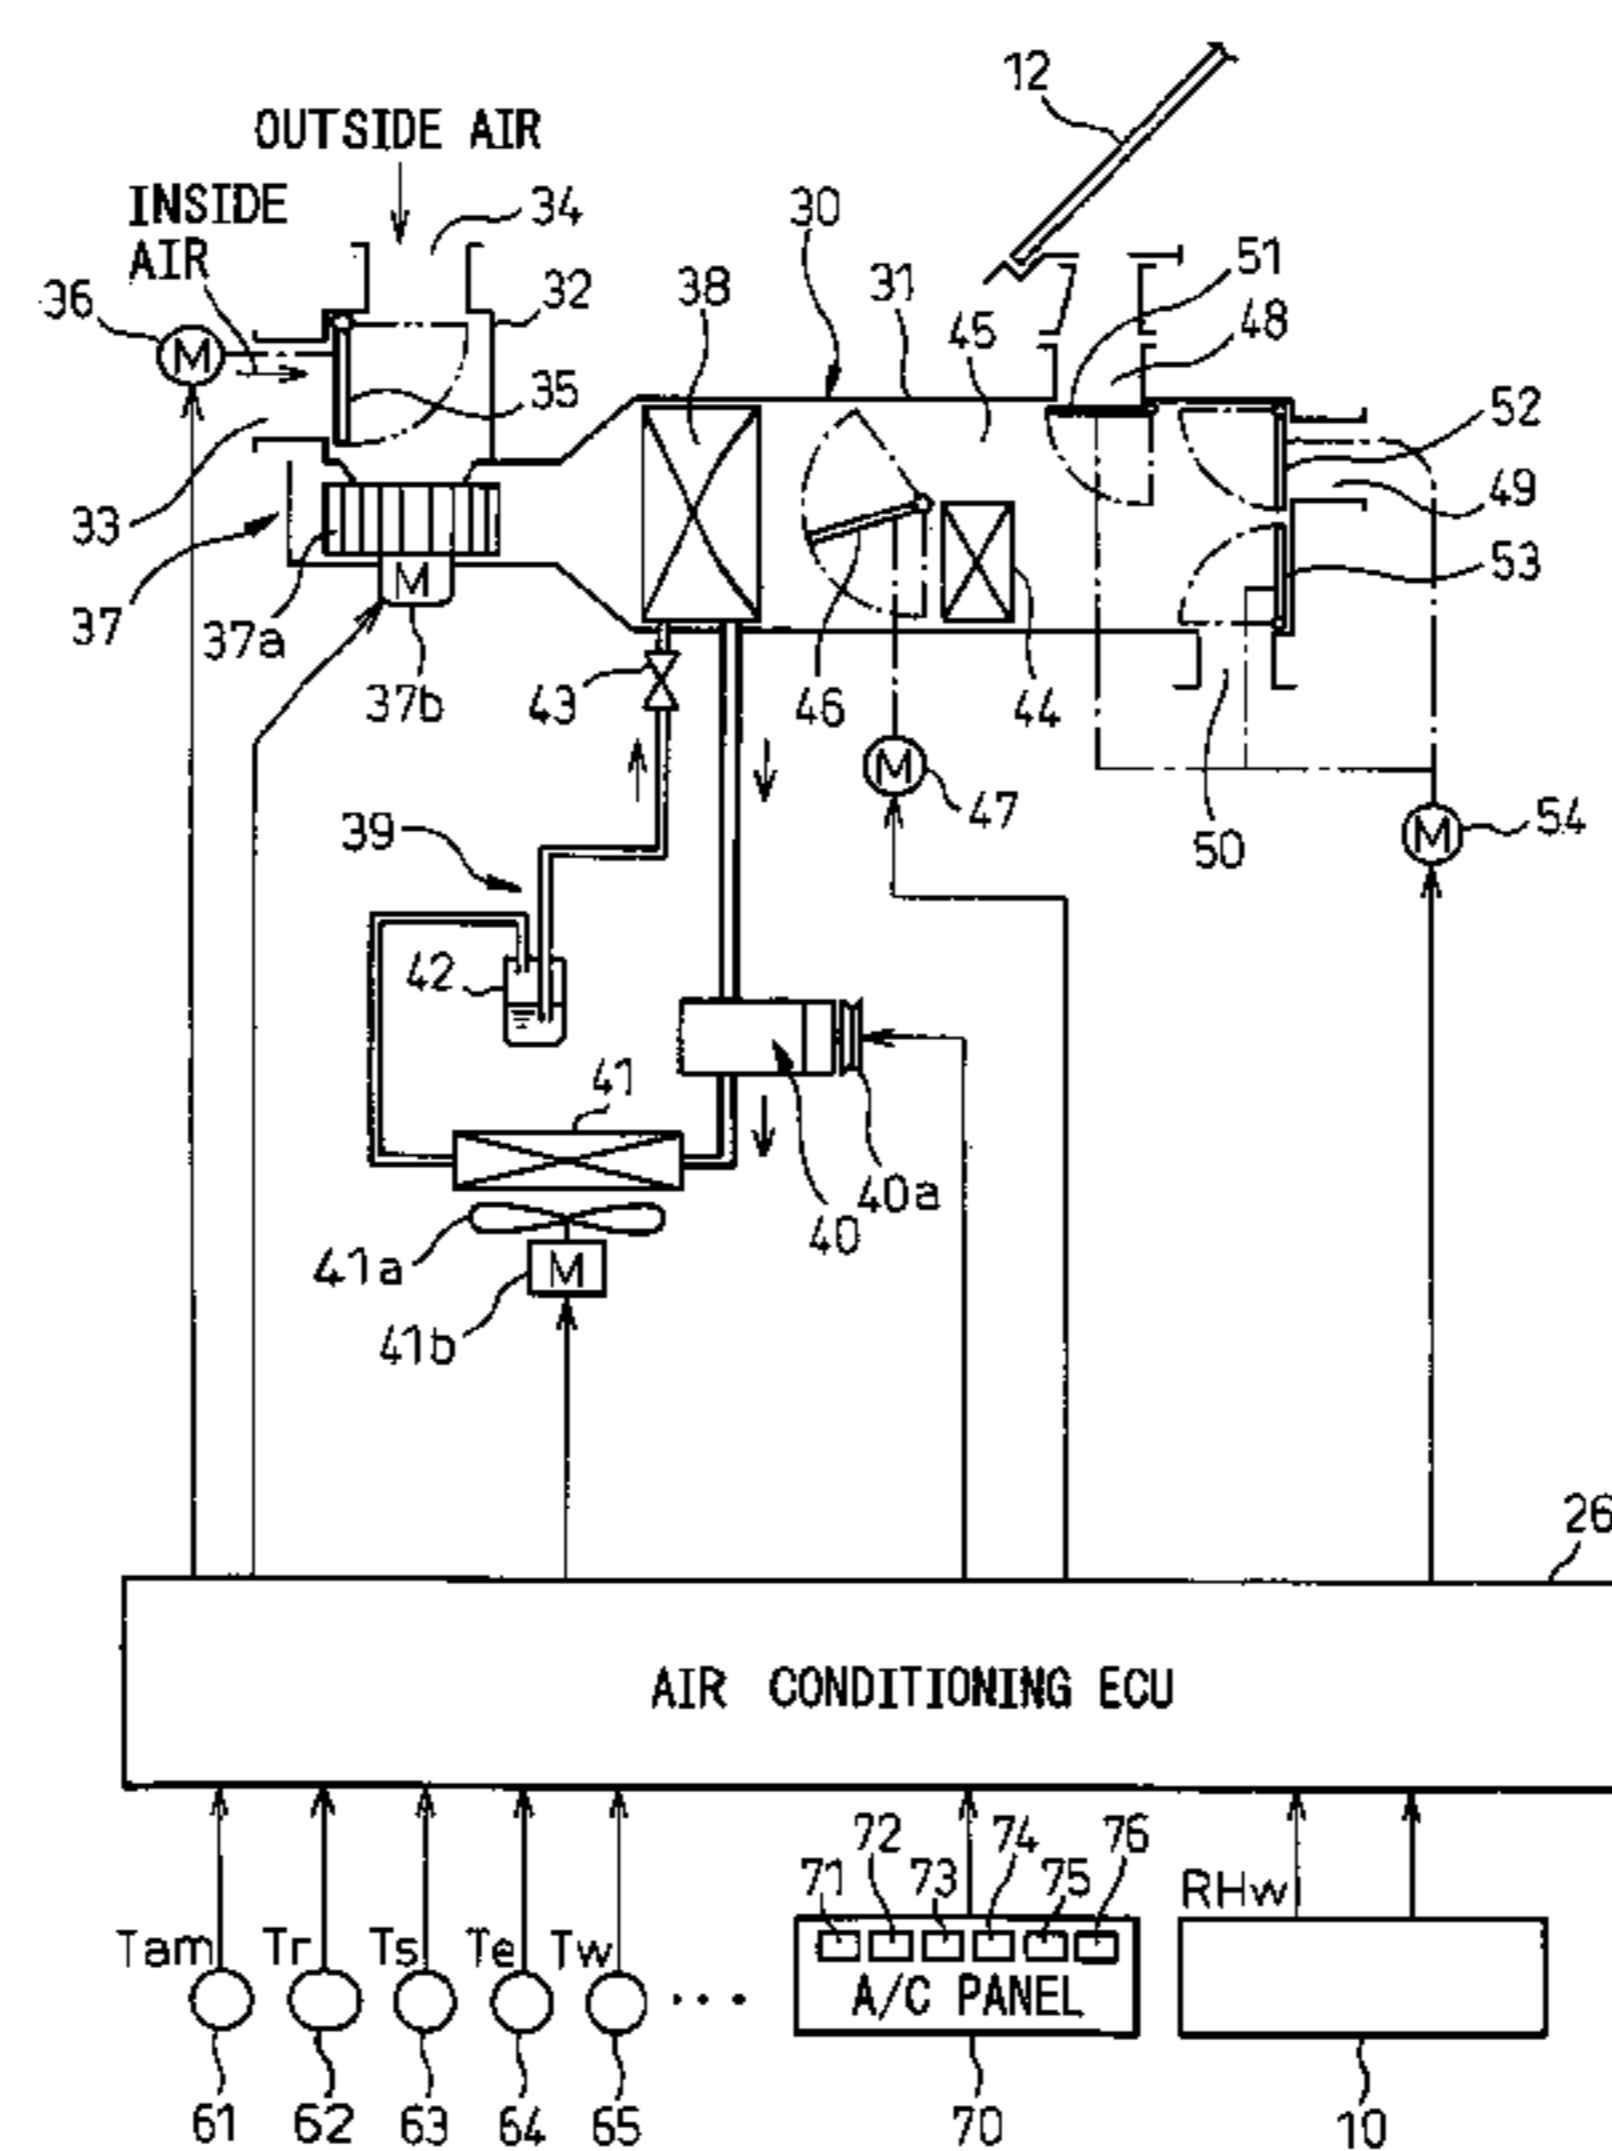 12
OUTSIDE AIR
INSIDE
AIR
34
30
51
36
32
38
31
45
48
M
35
52
49
33
53
37
37a
M
37b
43
46
44
M
47
50
M
54
39
42
41
40a
40
41a
M
41b
26
AIR CONDITIONING ECU
72 74 76
71 73 75
RHw
Tam Tr Ts Te Tw
•••
A/C PANEL
61 62 63 64 65 70 10